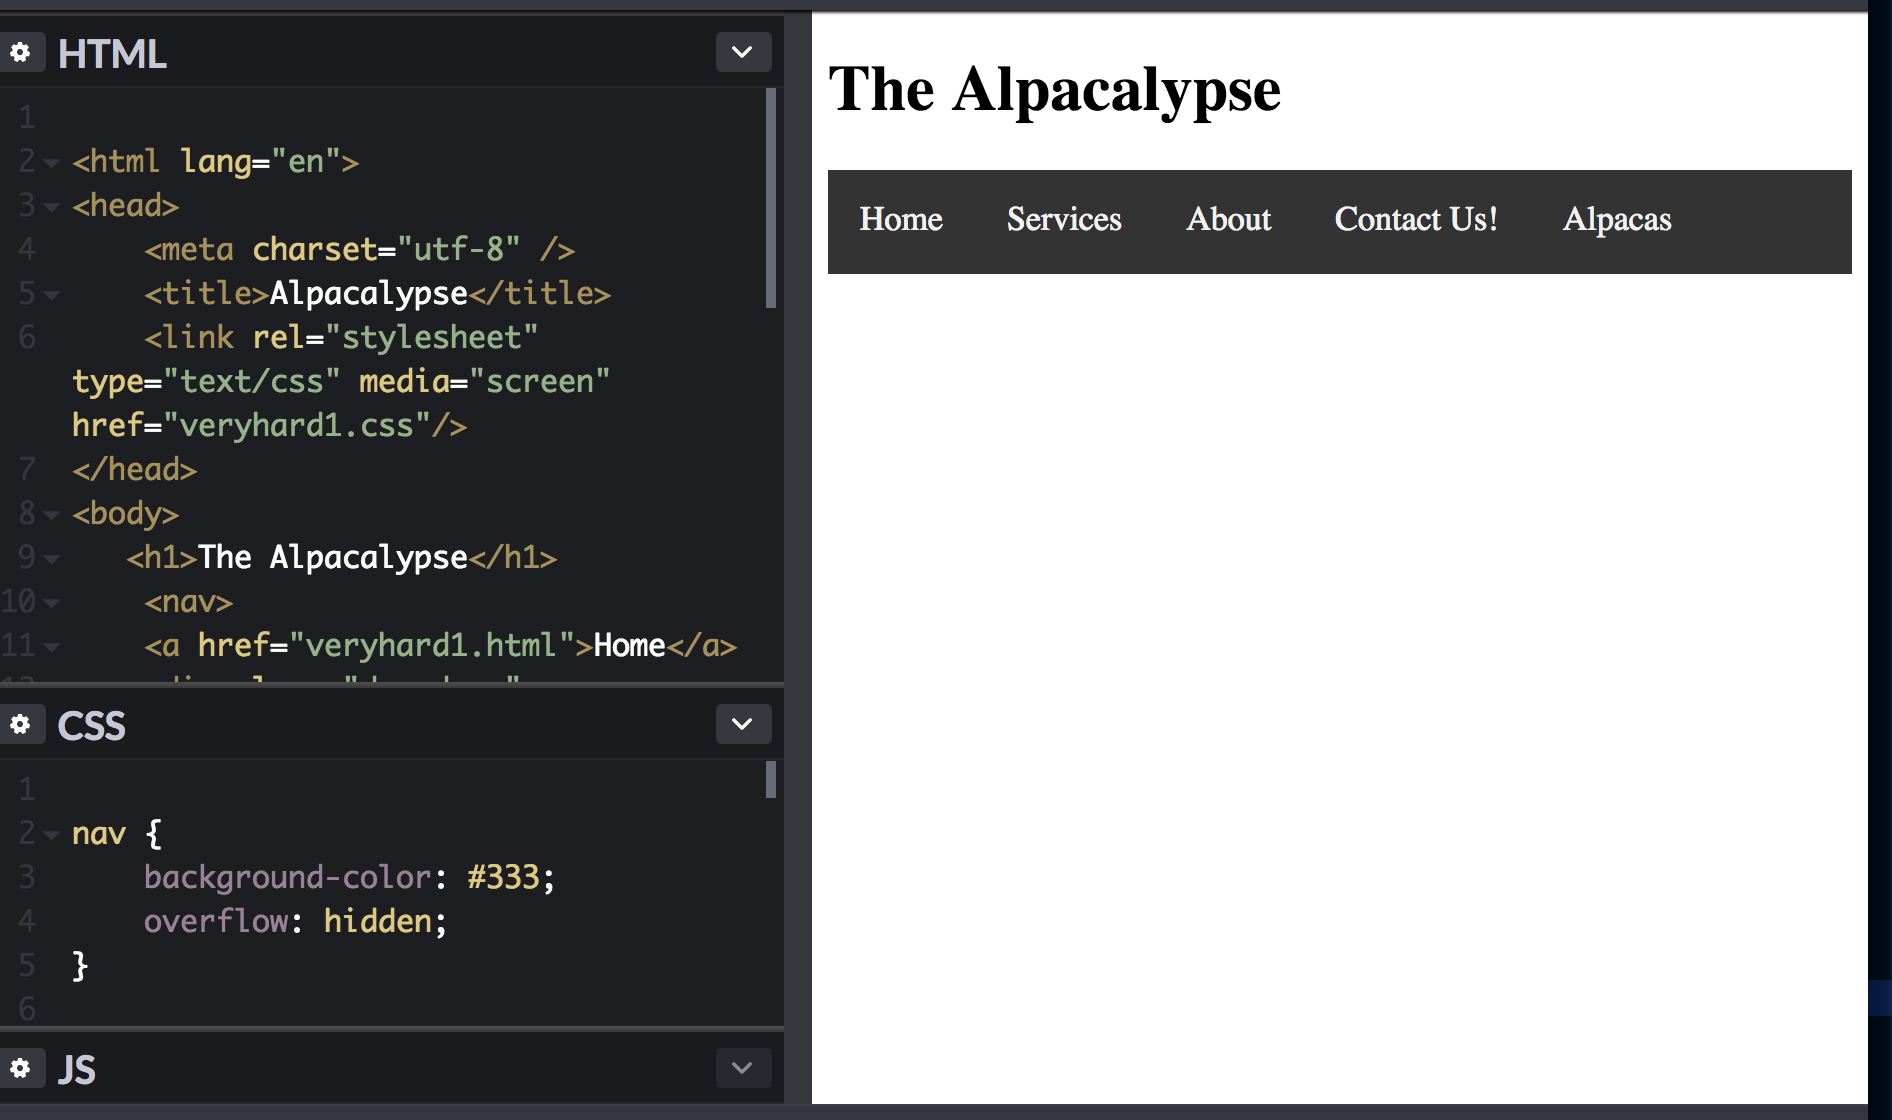 HTML
1
2 <html lang="en">
3 <head>
4 <meta charset="utf-8" />
5 <title>Alpacalypse</title>
6 <link rel="stylesheet"
type="text/css" media="screen"
href="veryhard1.css"/>
7 </head>
8 <body>
9 <h1>The Alpacalypse</h1>
10 <nav>
11 <a href="veryhard1.html">Home</a>
CSS
1
2 nav {
3 background-color: #333;
4 overflow: hidden;
5 }
6
JS
The Alpacalypse
Home Services About Contact Us! Alpacas